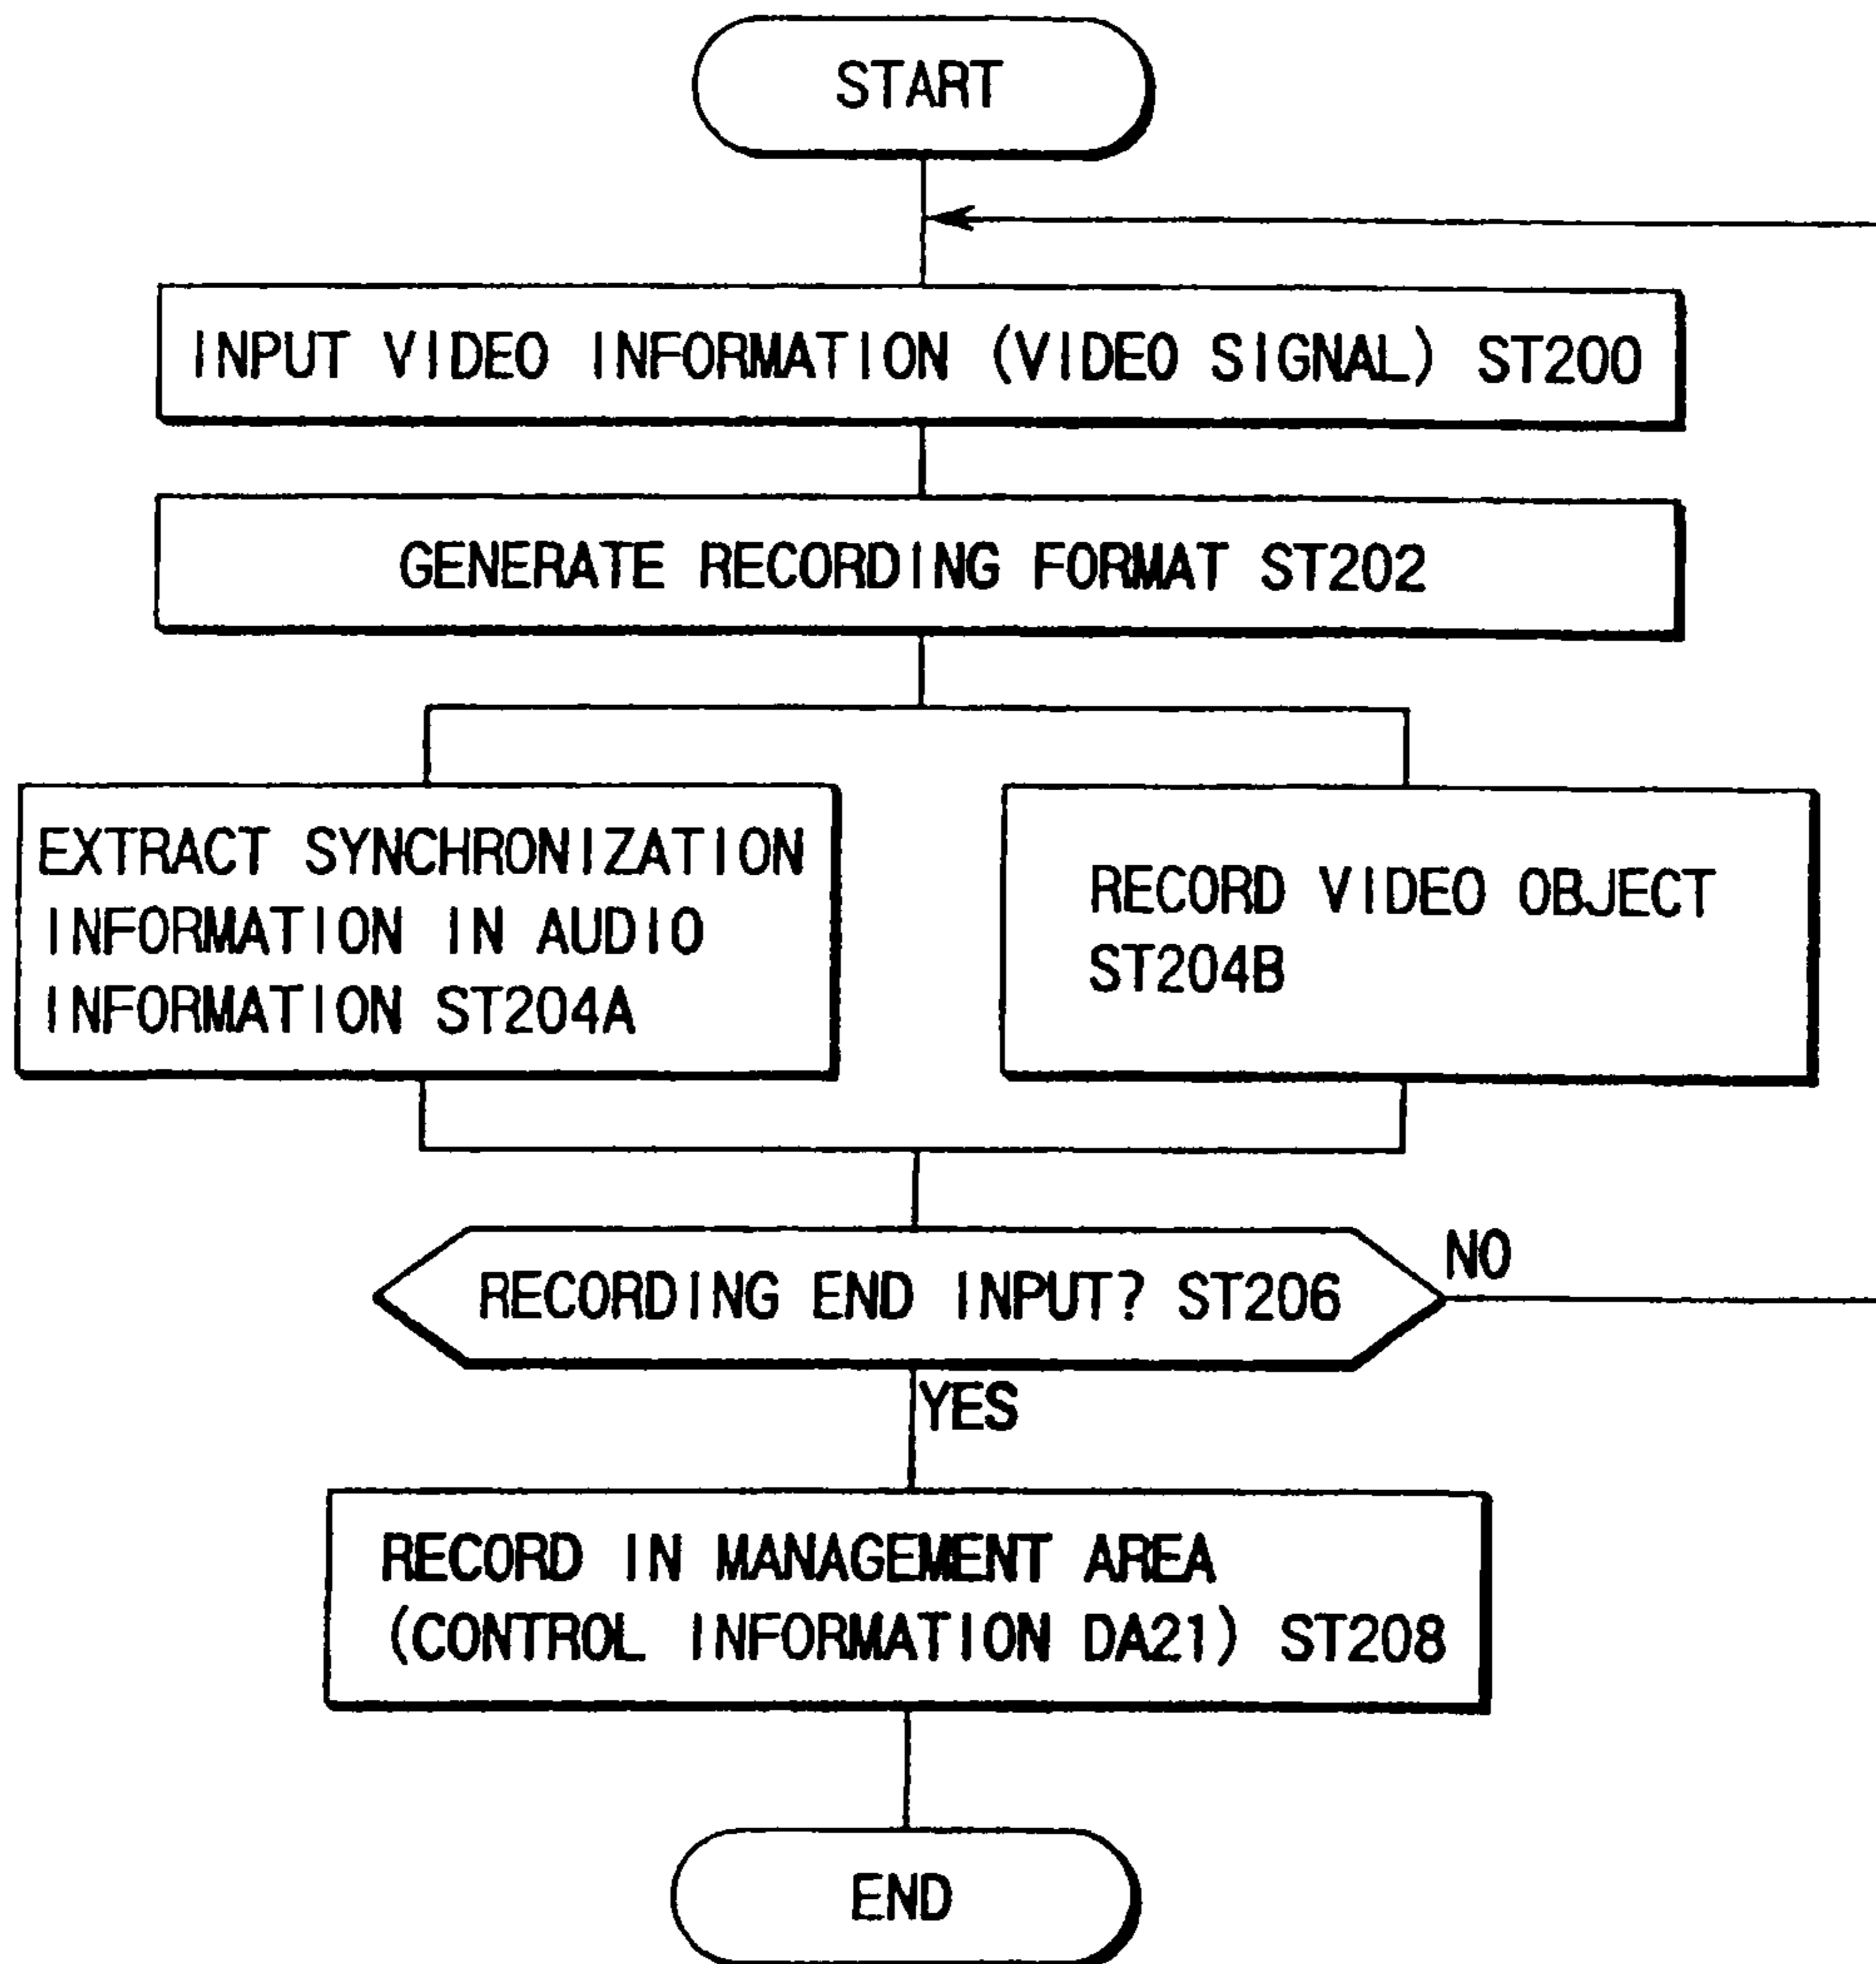 START
INPUT VIDEO INFORMATION (VIDEO SIGNAL) ST200
GENERATE RECORDING FORMAT ST202
EXTRACT SYNCHRONIZATION
INFORMATION IN AUDIO
INFORMATION ST204A
RECORD VIDEO OBJECT
ST204B
RECORDING END INPUT? ST206
NO
YES
RECORD IN MANAGEMENT AREA
(CONTROL INFORMATION DA21) ST208
END